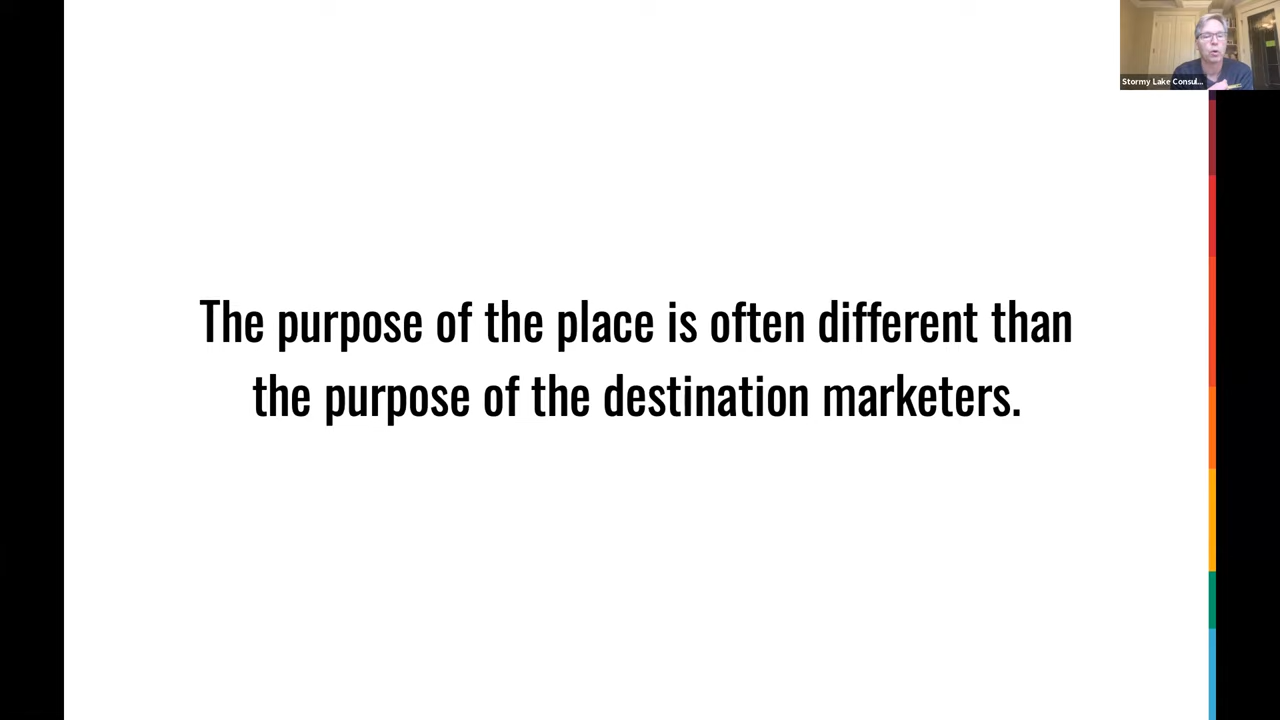 Stormy Lake Consul...
The purpose of the place is often different than
the purpose of the destination marketers.